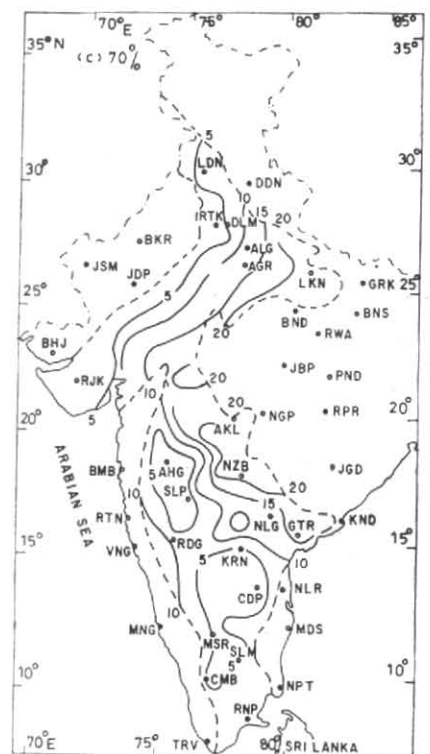 70°E 75° 80° 85°
35°N 35°
(c) 70%
5
LDN
30° 30°
DDN
10
15
20
IRTK DLM
BKR
ALG
JSM AGR
JDP
LKN
GRK
25° 5 25°
BND BNS
20 RWA
BHJ
JBP
PND
RJK 10 20
20° 5 20 20°
NGP RPR
AKL
ARABIAN SEA
5 AHG NZB
BMB JGD
SLP 20
10 15
RTN NLG GTR KND
15° RDG 15°
VNG 5 KRN 10
CDP NLR
10
MNG MDS
MSR
SLM
5
10° CMB 10°
NPT
RNP
TRV
70°E 75° 80° SRI LANKA